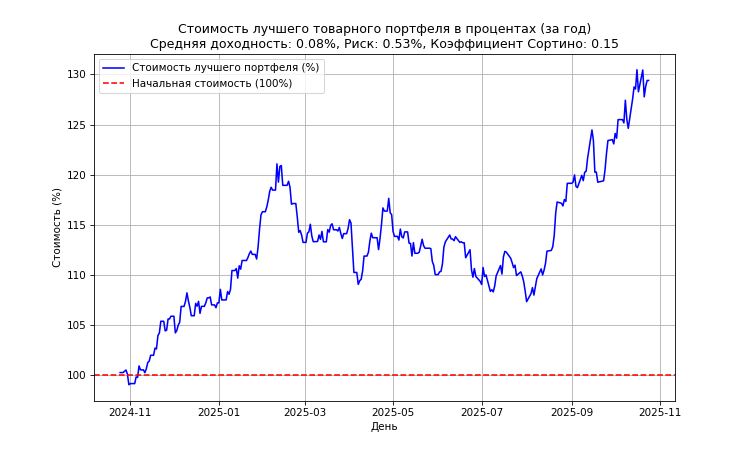 Стоимость лучшего товарного портфеля в процентах (за год)
Средняя доходность: 0.08%, Риск: 0.53%, Коэффициент Сортино: 0.15
Стоимость лучшего портфеля (%)
Начальная стоимость (100%)
Стоимость (%)
130
125
120
115
110
105
100
2024-11
2025-01
2025-03
2025-05
2025-07
2025-09
2025-11
День